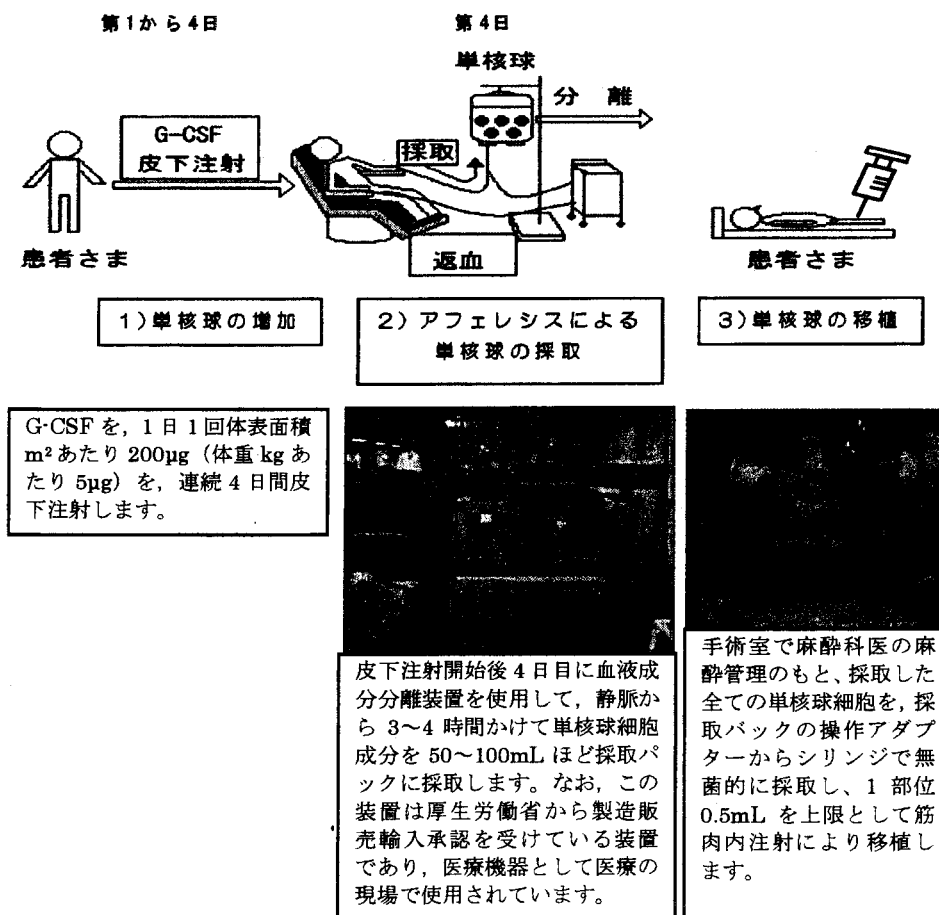 第1から4日
第4日
単核球
分離
G-CSF
皮下注射
採取
返血
患者さま
患者さま
1)単核球の増加
2)アフェレシスによる
単核球の採取
3)単核球の移植
G-CSFを，1日1回体表面積
m²あたり200μg（体重kgあ
たり5μg）を，連続4日間皮
下注射します。
皮下注射開始後4日目に血液成
分分離装置を使用して，静脈か
ら3~4時間かけて単核球細胞
成分を50~100mLほど採取パ
ックに採取します。なお，この
装置は厚生労働省から製造販
売輸入承認を受けている装置
であり，医療機器として医療の
現場で使用されています。
手術室で麻酔科医の麻
酔管理のもと、採取した
全ての単核球細胞を，採
取バックの操作アダプ
ターからシリンジで無
菌的に採取し、1部位
0.5mLを上限として筋
肉内注射により移植し
ます。